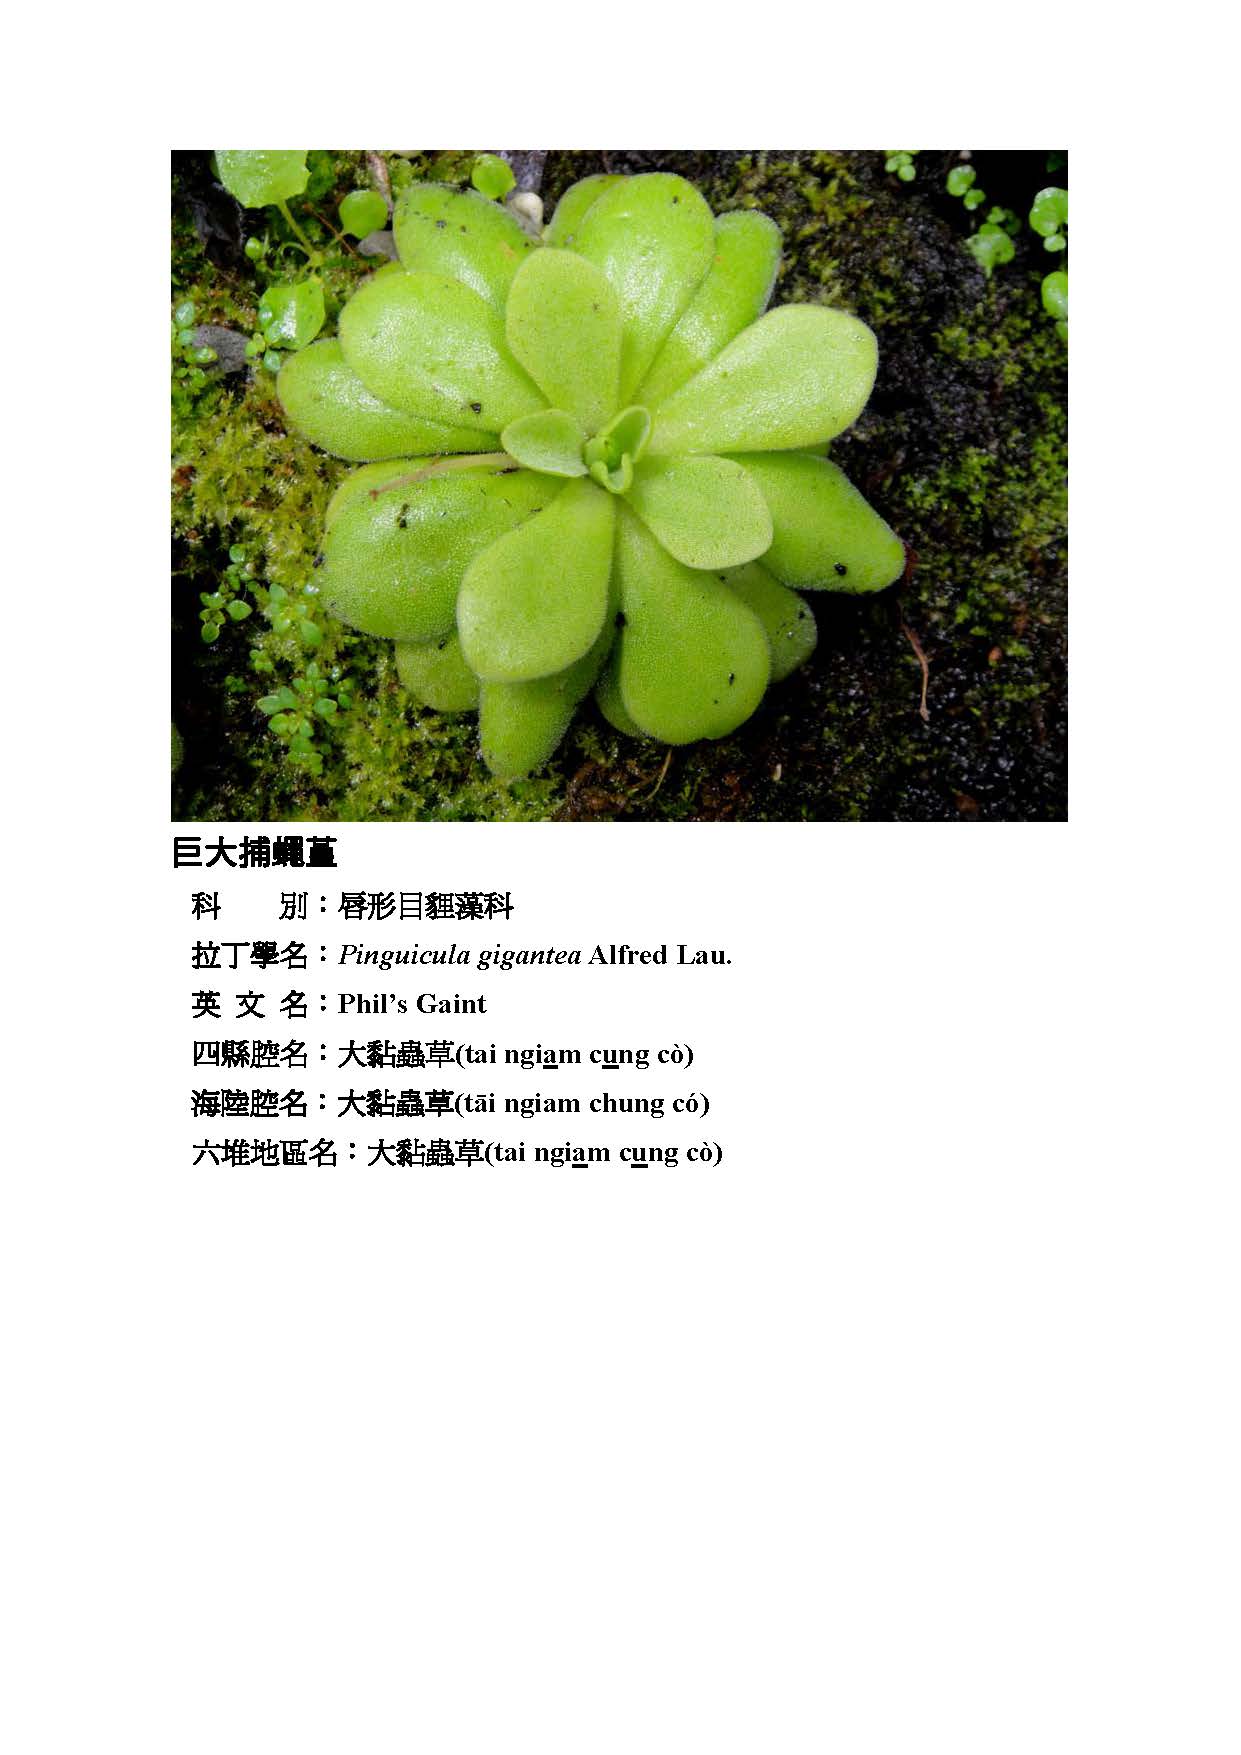 巨大捕蠅菫
科　　別：唇形目貍藻科
拉丁學名：Pinguicula gigantea Alfred Lau.
英 文 名：Phil’s Gaint
四縣腔名：大黏蟲草(tai ngiam cung cò)
海陸腔名：大黏蟲草(tāi ngiam chung có)
六堆地區名：大黏蟲草(tai ngiam cung cò)